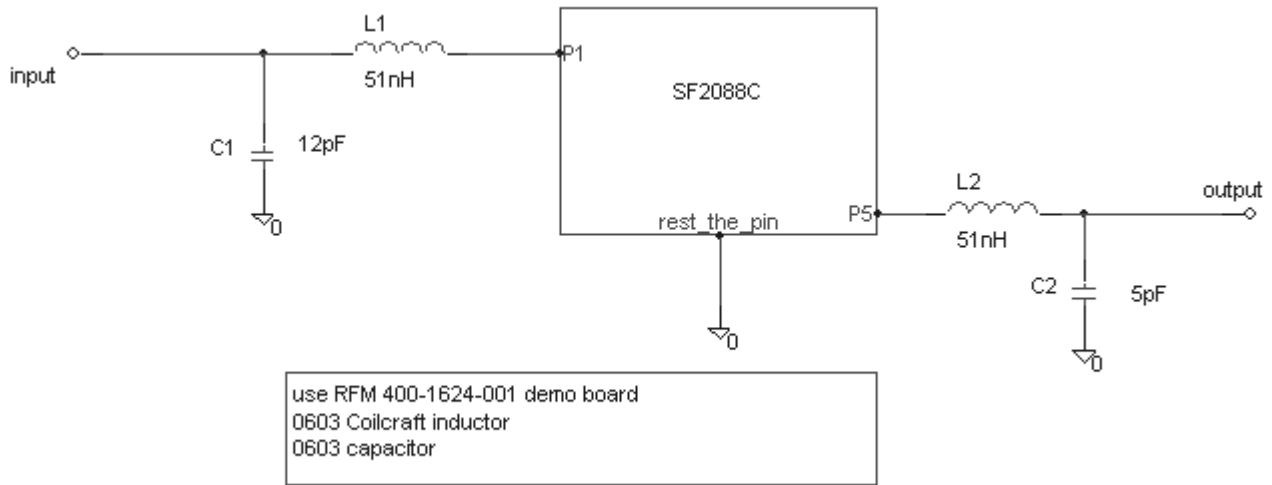 L1
input
51nH
P1
SF2088C
C1
12pF
0
rest_the_pin
P5
L2
51nH
output
C2
5pF
0
0
use RFM 400-1624-001 demo board
0603 Coilcraft inductor
0603 capacitor